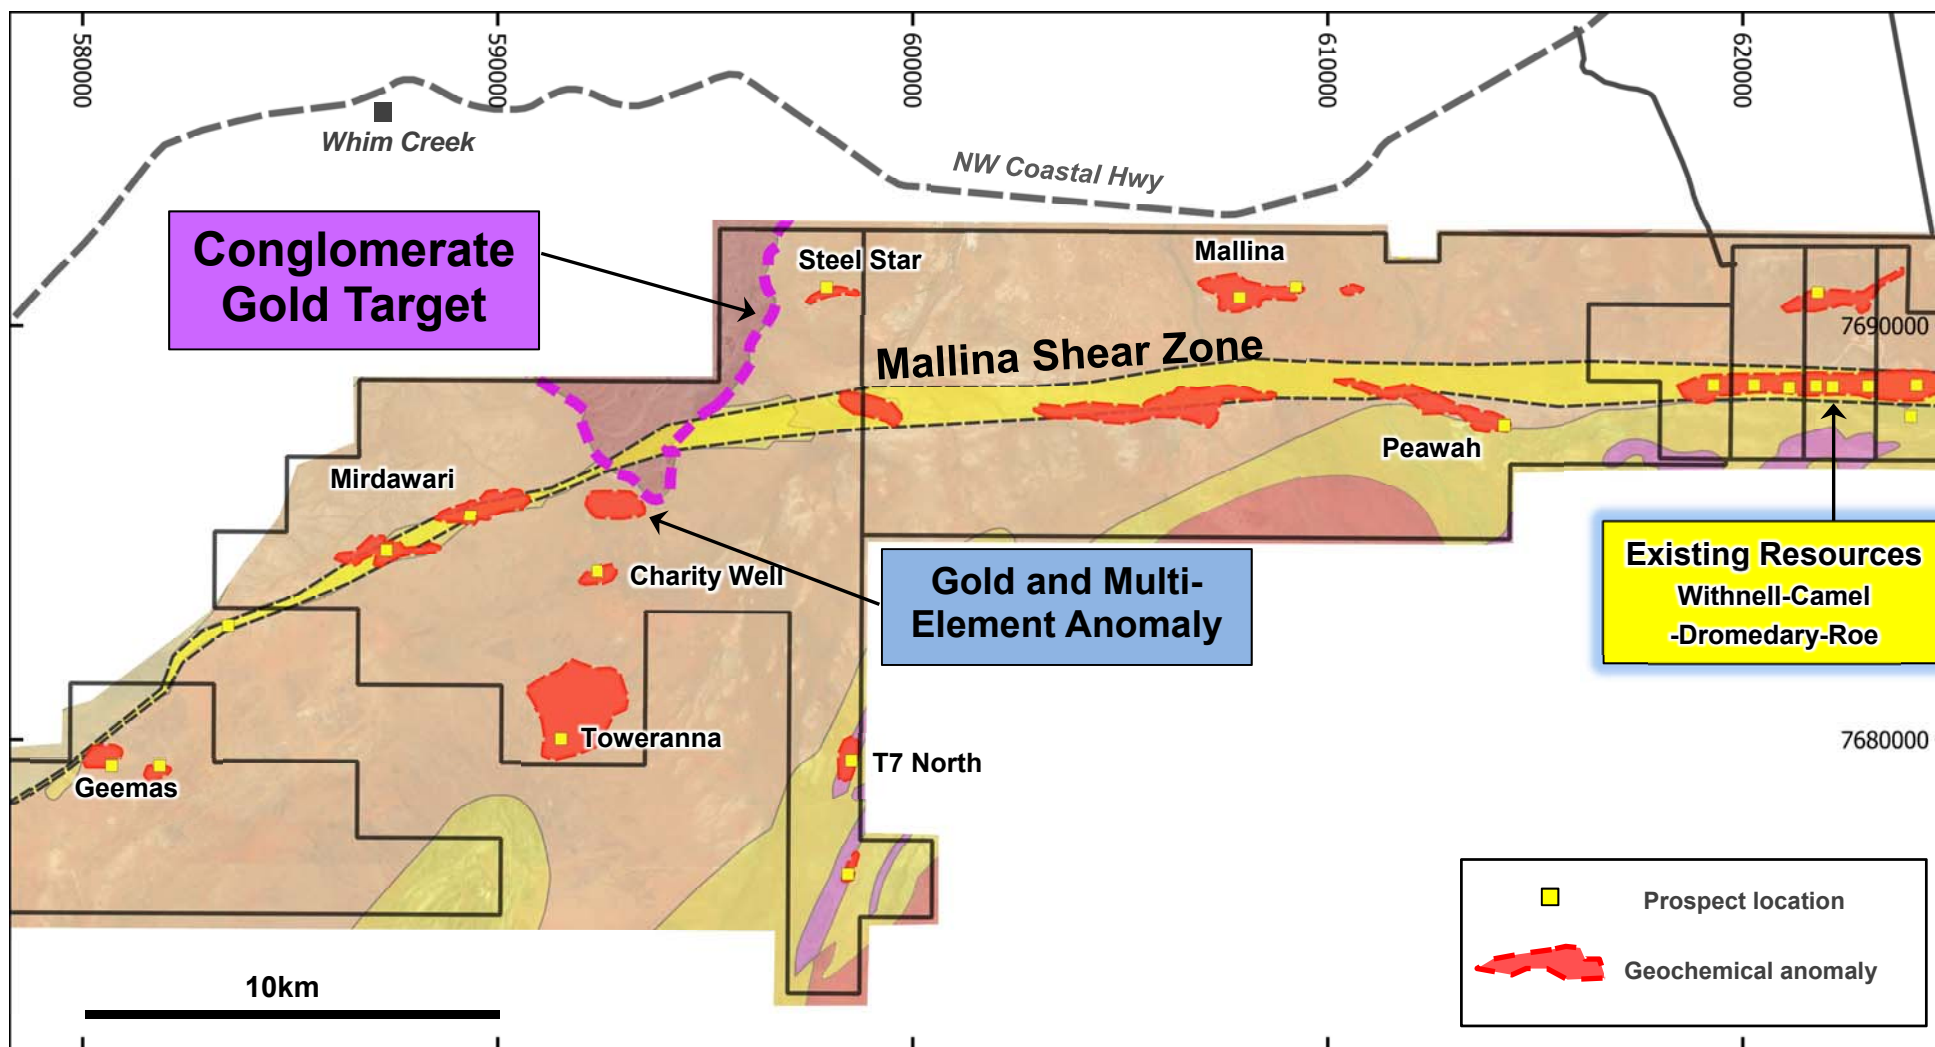 580000
590000
600000
610000
620000
Whim Creek
NW Coastal Hwy
Conglomerate
Gold Target
Steel Star
Mallina
7690000
Mallina Shear Zone
Peawah
Mirdawari
Charity Well
Gold and Multi-
Element Anomaly
Existing Resources
Withnell-Camel
-Dromedary-Roe
Toweranna
T7 North
7680000
Geemas
10km
Prospect location
Geochemical anomaly